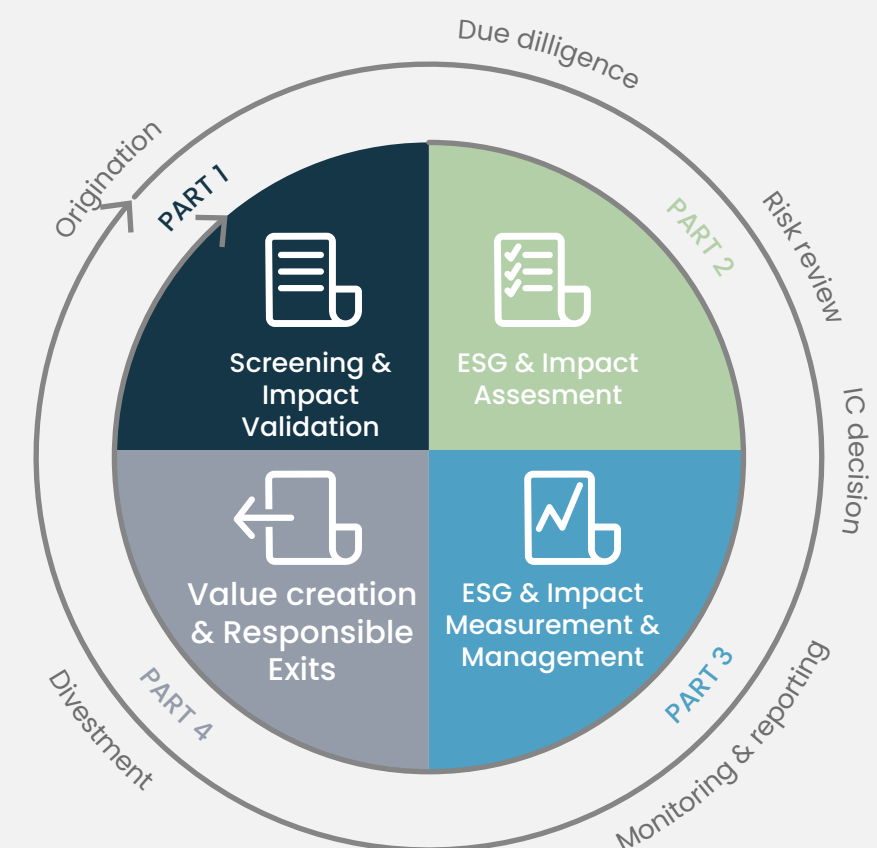 Due dilligence
Origination
PART 1
PART 2
Risk review
Screening &
Impact
Validation
ESG & Impact
Assesment
IC decision
Value creation
& Responsible
Exits
ESG & Impact
Measurement &
Management
PART 3
PART 4
Divestment
Monitoring & reporting